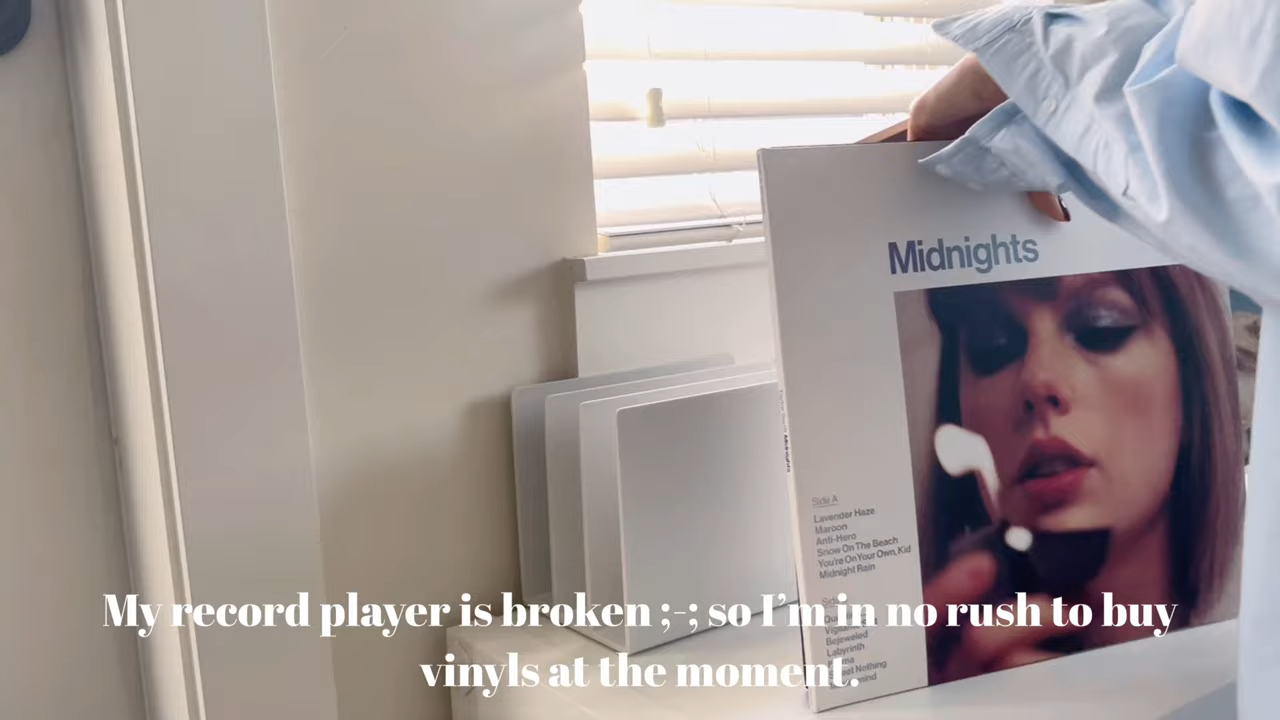 Midnights
Side A
Lavender Haze
Maroon
Anti-Hero
Snow On The Beach
You're On Your Own, Kid
Midnight Rain
Bejeweled
Labyrinth
Nothing
My record player is broken ;-; so I'm in no rush to buy
vinyls at the moment.